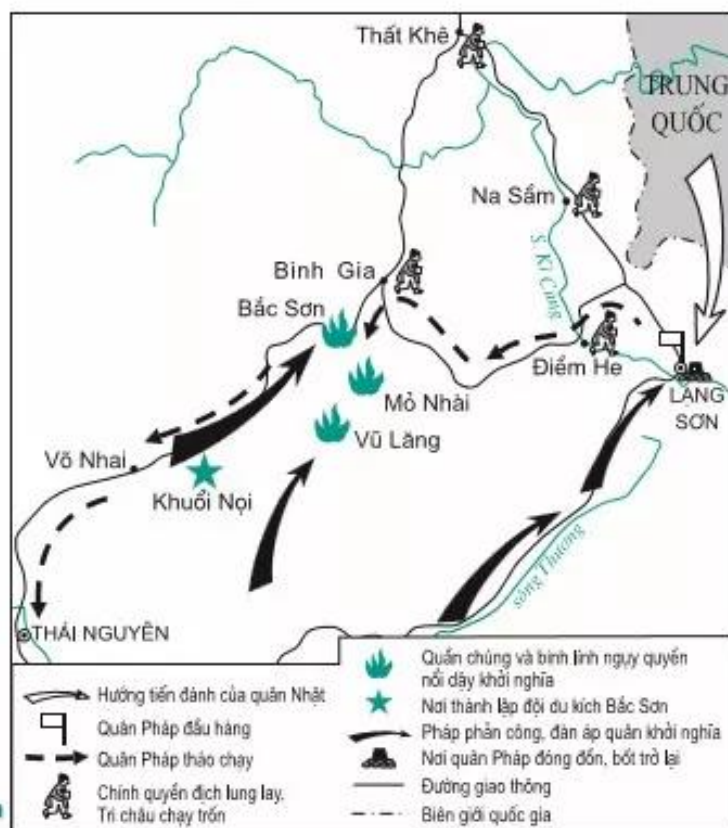 Thất Khê
TRUNG
QUỐC
Na Sầm
S. Kì Cùng
Bình Gia
Bắc Sơn
Điềm He
LẠNG
SƠN
Mỏ Nhài
Vũ Lăng
Võ Nhai
Khuổi Nọi
sông Thương
THÁI NGUYÊN
Hướng tiến đánh của quân Nhật
Quân Pháp đầu hàng
Quân Pháp tháo chạy
Chính quyền địch lung lay,
Tri châu chạy trốn
Quần chúng và binh lính ngụy quyền
nổi dậy khởi nghĩa
Nơi thành lập đội du kích Bắc Sơn
Pháp phản công, đàn áp quân khởi nghĩa
Nơi quân Pháp đóng đồn, bốt trở lại
Đường giao thông
Biên giới quốc gia